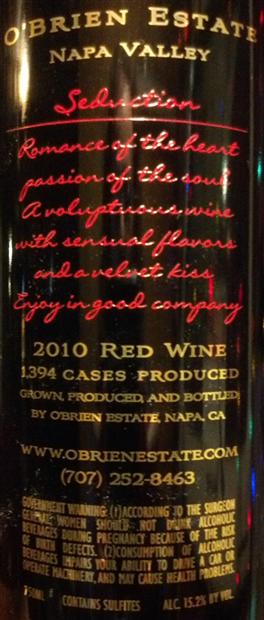 O'BRIEN ESTATE
NAPA VALLEY
Seduction
Romance of the heart
passion of the soul
A voluptuous wine
with sensual flavors
and a velvet kiss
Enjoy in good company
2010 RED WINE
1,394 CASES PRODUCED
GROWN, PRODUCED, AND BOTTLED
BY O'BRIEN ESTATE, NAPA, CA
WWW.OBRIENESTATE.COM
(707) 252-8463
GOVERNMENT WARNING: (1) ACCORDING TO THE SURGEON
GENERAL WOMEN SHOULD NOT DRINK ALCOHOLIC
BEVERAGES DURING PREGNANCY BECAUSE OF THE RISK
OF BIRTH DEFECTS. (2) CONSUMPTION OF ALCOHOLIC
BEVERAGES IMPAIRS YOUR ABILITY TO DRIVE A CAR OR
OPERATE MACHINERY, AND MAY CAUSE HEALTH PROBLEMS.
750ML CONTAINS SULFITES ALC. 15.2% BY VOL.